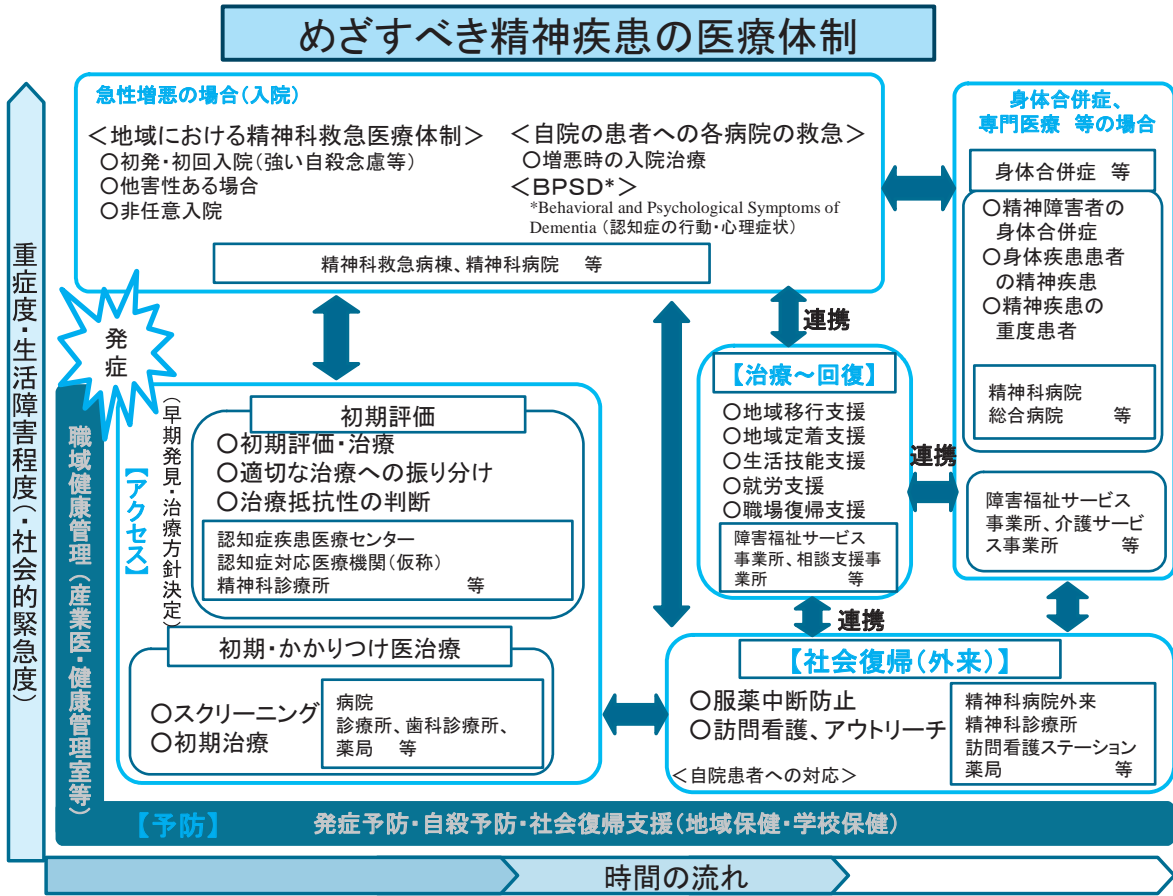 めざすべき精神疾患の医療体制
急性増悪の場合(入院)
＜地域における精神科救急医療体制＞
○初発・初回入院(強い自殺念慮等)
○他害性ある場合
○非任意入院
＜自院の患者への各病院の救急＞
○増悪時の入院治療
＜BPSD*＞
*Behavioral and Psychological Symptoms of
Dementia (認知症の行動・心理症状)
精神科救急病棟、精神科病院　等
身体合併症、
専門医療　等の場合
身体合併症　等
○精神障害者の
身体合併症
○身体疾患患者
の精神疾患
○精神疾患の
重度患者
精神科病院
総合病院　等
障害福祉サービス
事業所、介護サービ
ス事業所　等
重症度・生活障害程度(・社会的緊急度)
発
症
職域健康管理(産業医・健康管理室等)
【アクセス】
(早期発見・治療方針決定)
初期評価
○初期評価・治療
○適切な治療への振り分け
○治療抵抗性の判断
認知症疾患医療センター
認知症対応医療機関(仮称)
精神科診療所　等
初期・かかりつけ医治療
○スクリーニング
○初期治療
病院
診療所、歯科診療所、
薬局　等
連携
【治療～回復】
○地域移行支援
○地域定着支援
○生活技能支援
○就労支援
○職場復帰支援
障害福祉サービス
事業所、相談支援事
業所　等
連携
連携
【社会復帰(外来)】
○服薬中断防止
○訪問看護、アウトリーチ
＜自院患者への対応＞
精神科病院外来
精神科診療所
訪問看護ステーション
薬局　等
【予防】　発症予防・自殺予防・社会復帰支援(地域保健・学校保健)
時間の流れ